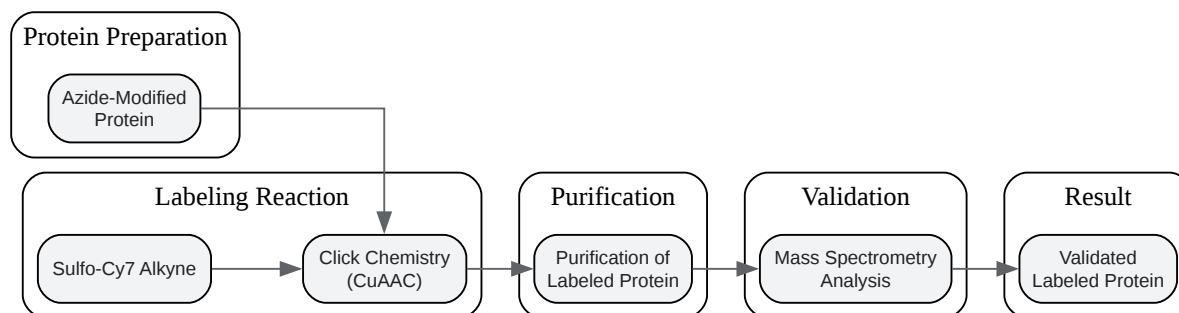 Protein Preparation
Azide-Modified
Protein
Labeling Reaction
Sulfo-Cy7 Alkyne
Click Chemistry
(CuAAC)
Purification
Purification of
Labeled Protein
Validation
Mass Spectrometry
Analysis
Result
Validated
Labeled Protein